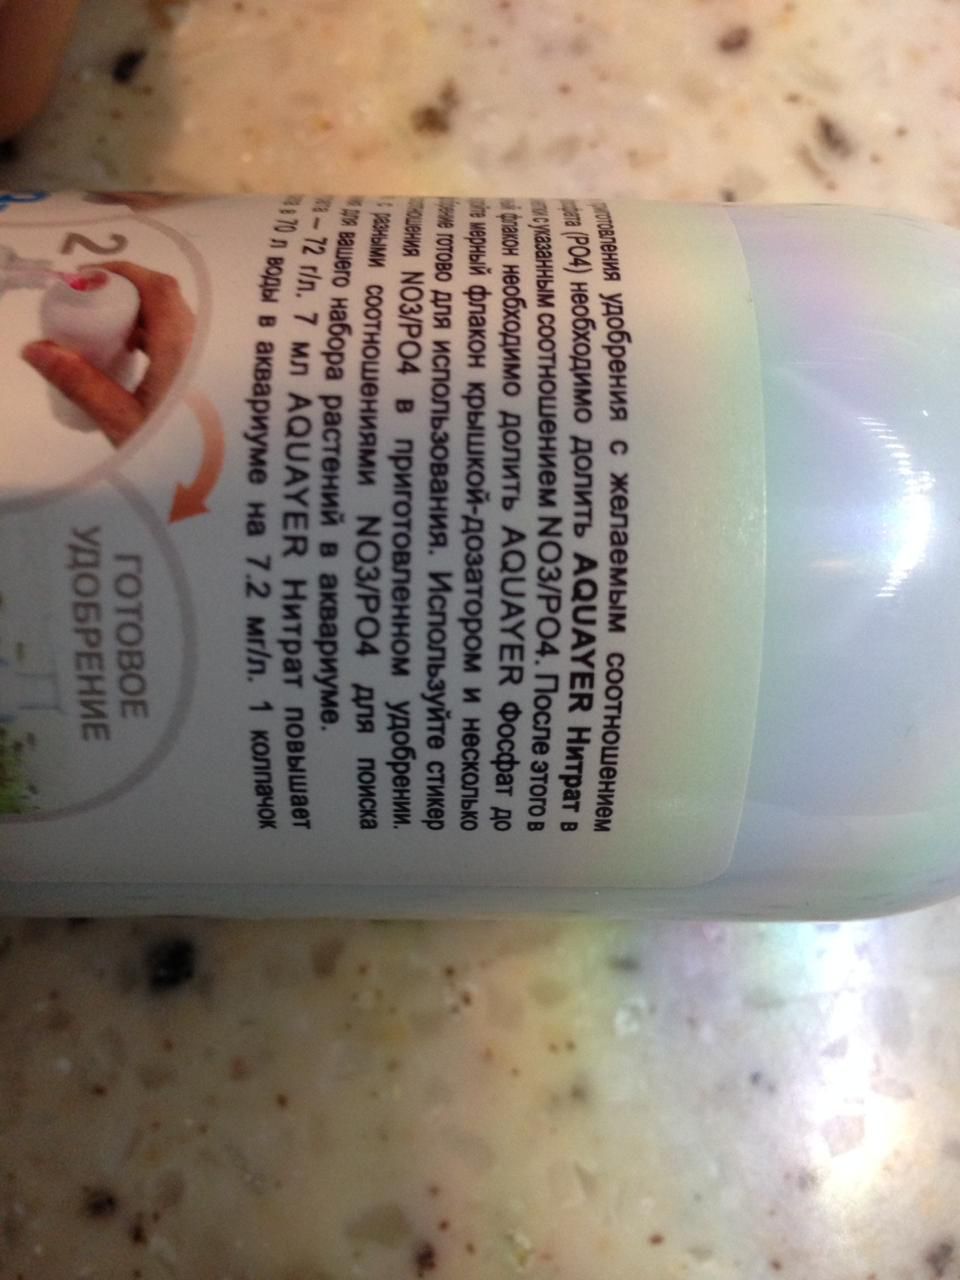 удобрения с желаемым соотношением
(PO4) необходимо долить AQUAYER Нитрат в
с указанным соотношением NO3/PO4. После этого в
флакон необходимо долить AQUAYER Фосфат до
мерный флакон крышкой-дозатором и несколько
готово для использования. Используйте стикер
NO3/PO4 в приготовленном удобрении.
с разными соотношениями NO3/PO4 для поиска
для вашего набора растений в аквариуме.
– 72 г/л. 7 мл AQUAYER Нитрат повышает
в 70 л воды в аквариуме на 7.2 мг/л. 1 колпачок
2
ГОТОВОЕ
УДОБРЕНИЕ